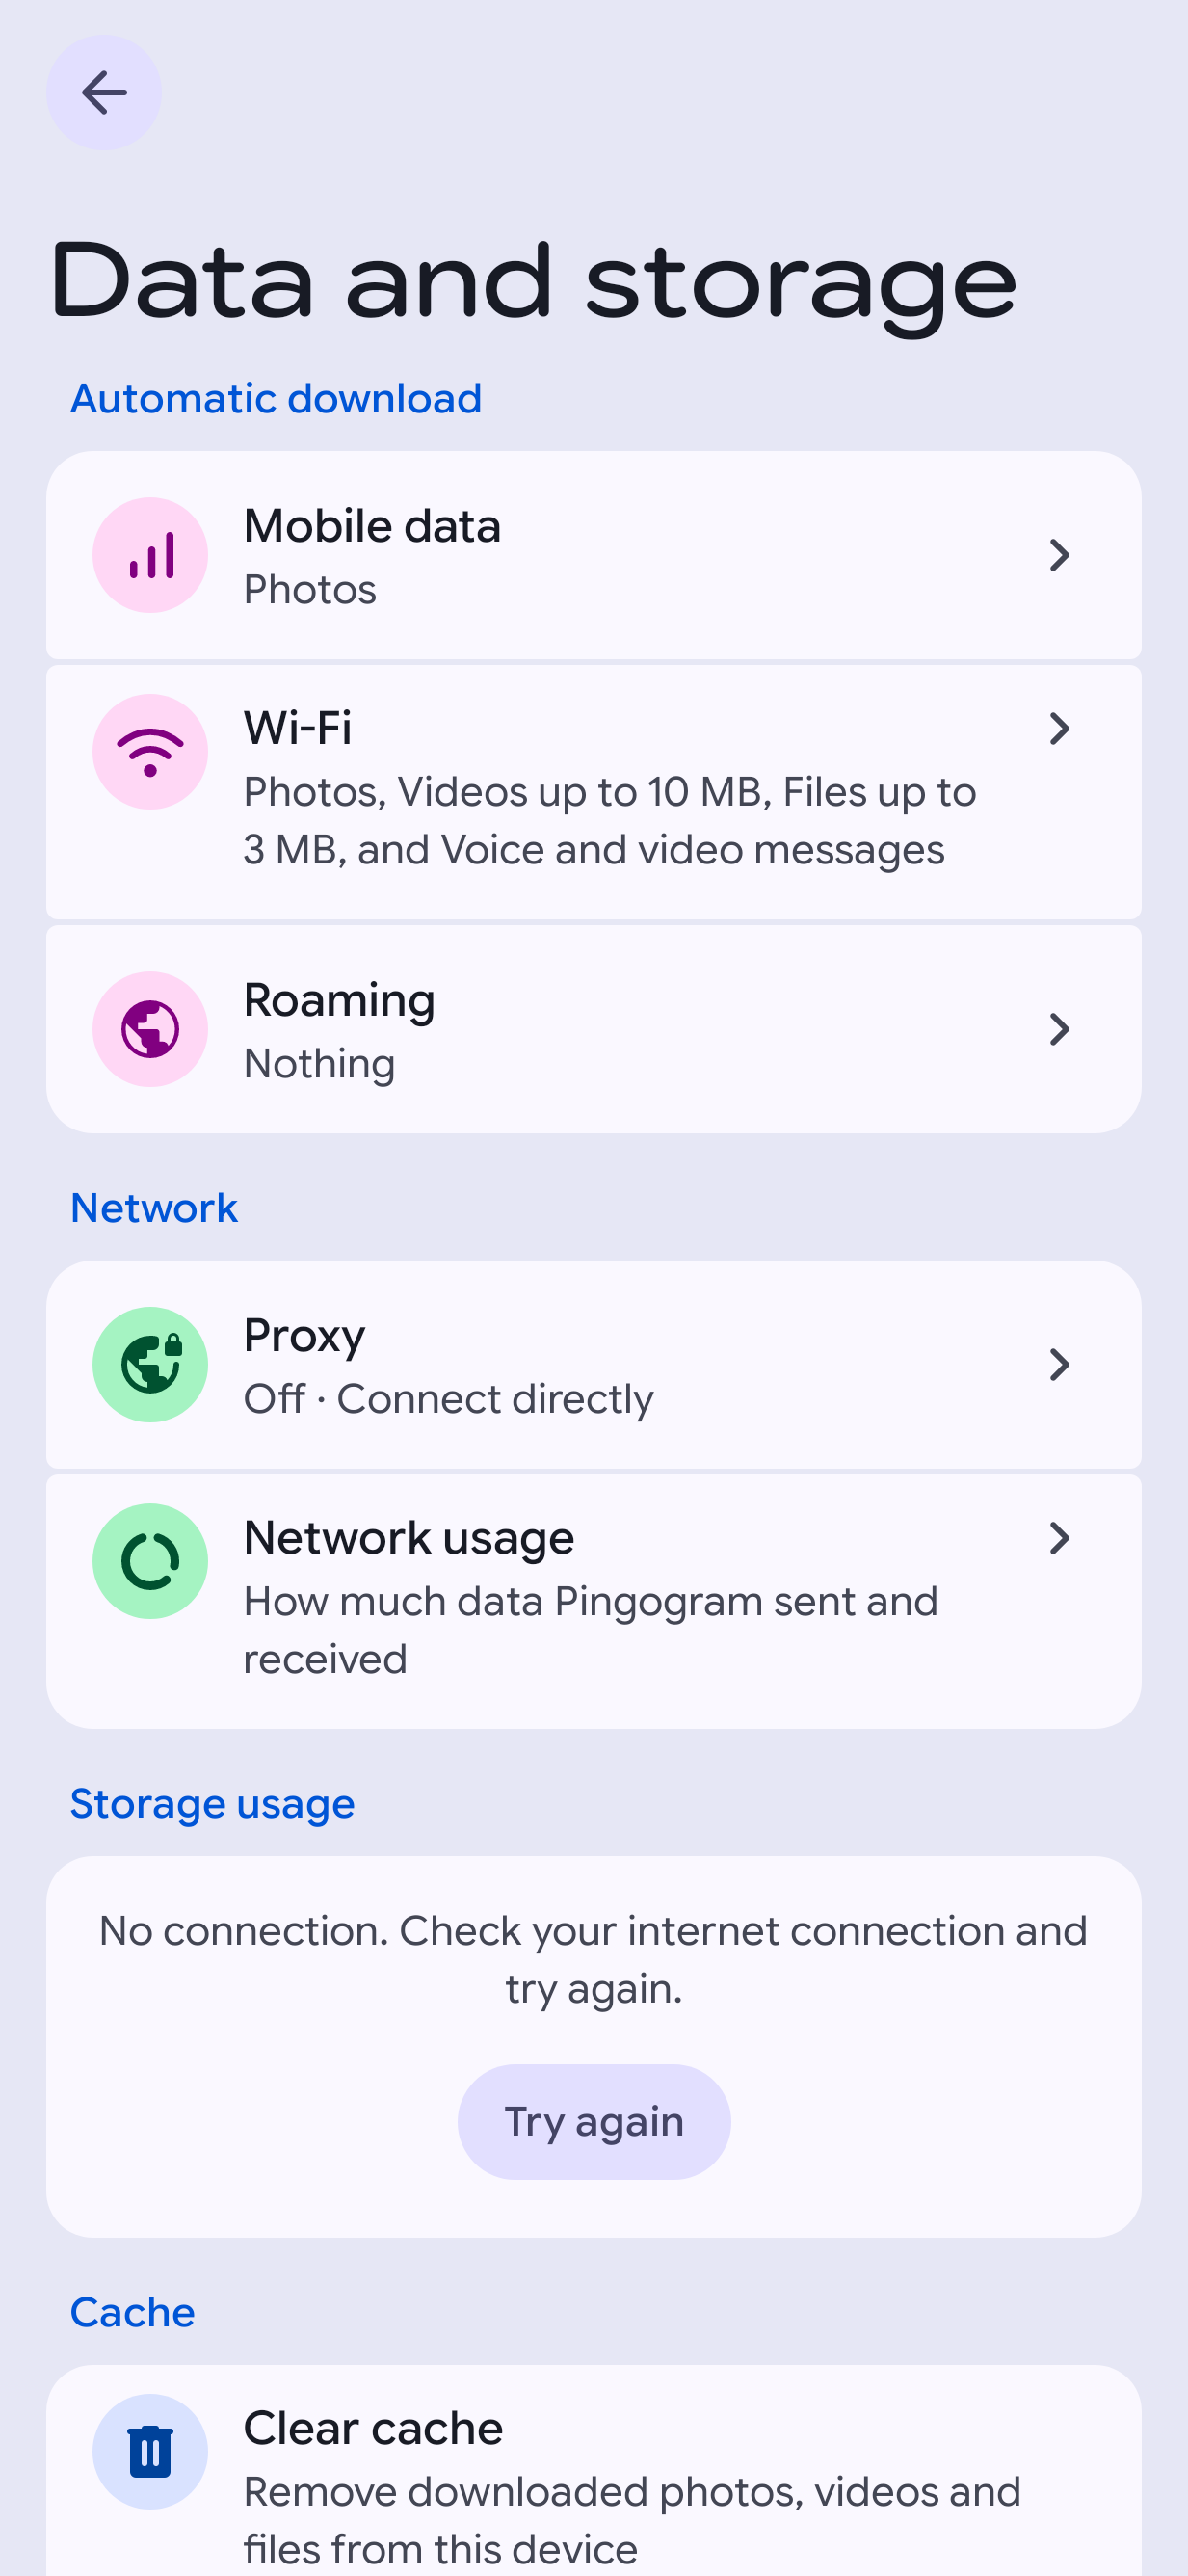 Data and storage
Automatic download
Mobile data
Photos
Wi-Fi
Photos, Videos up to 10 MB, Files up to
3 MB, and Voice and video messages
Roaming
Nothing
Network
Proxy
Off · Connect directly
Network usage
How much data Pingogram sent and
received
Storage usage
No connection. Check your internet connection and
try again.
Try again
Cache
Clear cache
Remove downloaded photos, videos and
files from this device